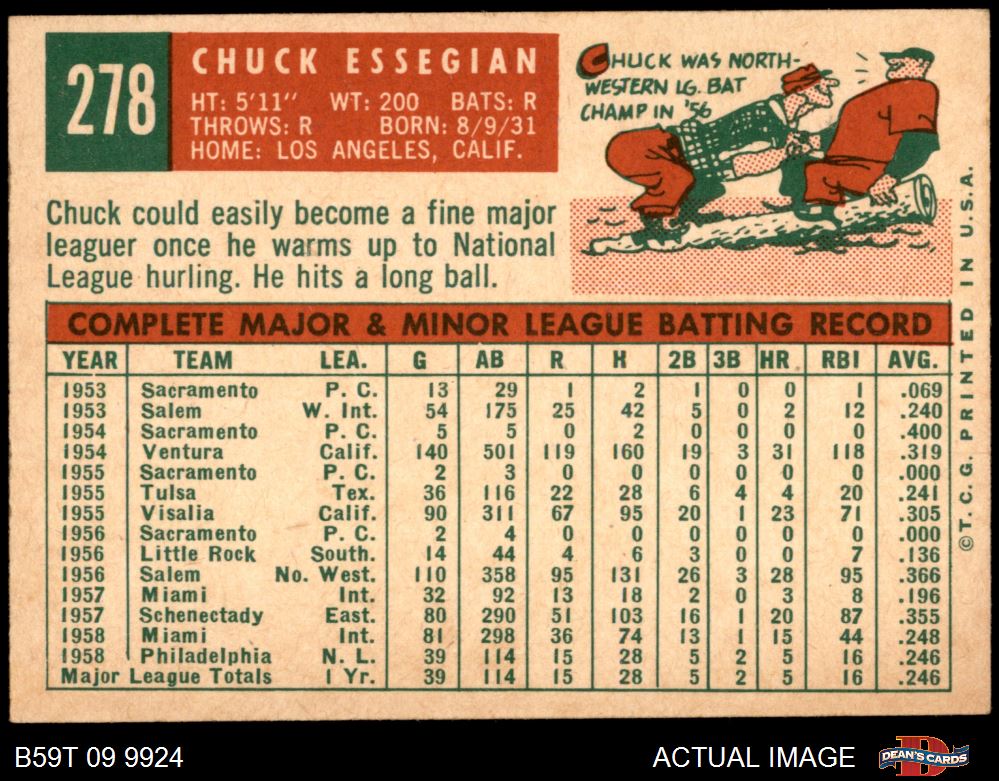 278
CHUCK ESSEGIAN
HT: 5'11" WT: 200 BATS: R
THROWS: R BORN: 8/9/31
HOME: LOS ANGELES, CALIF.
CHUCK WAS NORTH-
WESTERN LG. BAT
CHAMP IN '56
Chuck could easily become a fine major
leaguer once he warms up to National
League hurling. He hits a long ball.
COMPLETE MAJOR & MINOR LEAGUE BATTING RECORD
YEAR TEAM LEA. G AB R H 2B 3B HR RBI AVG.
1953 Sacramento P. C. 13 29 1 2 1 0 0 1 .069
1953 Salem W. Int. 54 175 25 42 5 0 2 12 .240
1954 Sacramento P. C. 5 5 0 2 0 0 0 0 .400
1954 Ventura Calif. 140 501 119 160 19 3 31 118 .319
1955 Sacramento P. C. 2 3 0 0 0 0 0 0 .000
1955 Tulsa Tex. 36 116 22 28 6 4 4 20 .241
1955 Visalia Calif. 90 311 67 95 20 1 23 71 .305
1956 Sacramento P. C. 2 4 0 0 0 0 0 0 .000
1956 Little Rock South. 14 44 4 6 3 0 0 7 .136
1956 Salem No. West. 110 358 95 131 26 3 28 95 .366
1957 Miami Int. 32 92 13 18 2 0 3 8 .196
1957 Schenectady East. 80 290 51 103 16 1 20 87 .355
1958 Miami Int. 81 298 36 74 13 1 15 44 .248
1958 Philadelphia N. L. 39 114 15 28 5 2 5 16 .246
Major League Totals 1 Yr. 39 114 15 28 5 2 5 16 .246
©T. C. G. PRINTED IN U.S.A.
B59T 09 9924 ACTUAL IMAGE
DEAN'S CARDS